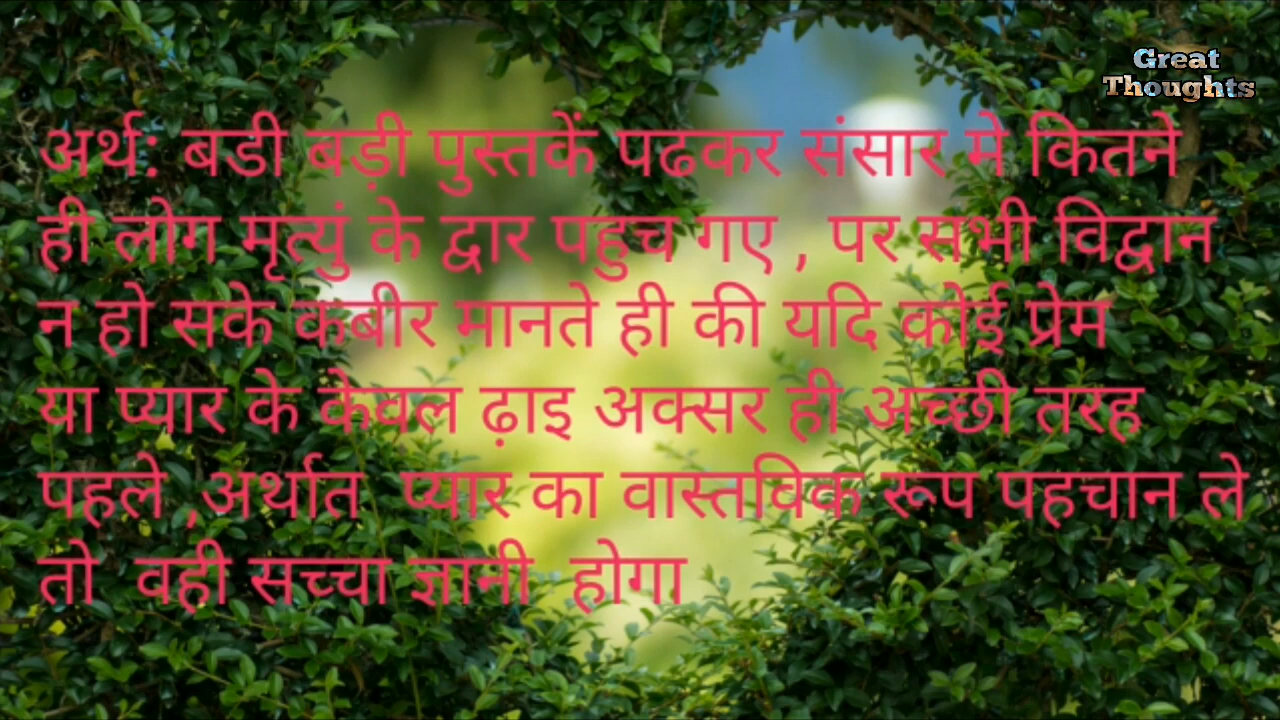 Great
Thoughts
अर्थ: बडी बड़ी पुस्तकें पढकर संसार मे कितने
ही लोग मृत्युं के द्वार पहुच गए , पर सभी विद्वान
न हो सके कबीर मानते ही की यदि कोई प्रेम
या प्यार के केवल ढ़ाइ अक्सर ही अच्छी तरह
पहले ,अर्थात प्यार का वास्तविक रूप पहचान ले
तो वही सच्चा ज्ञानी होगा